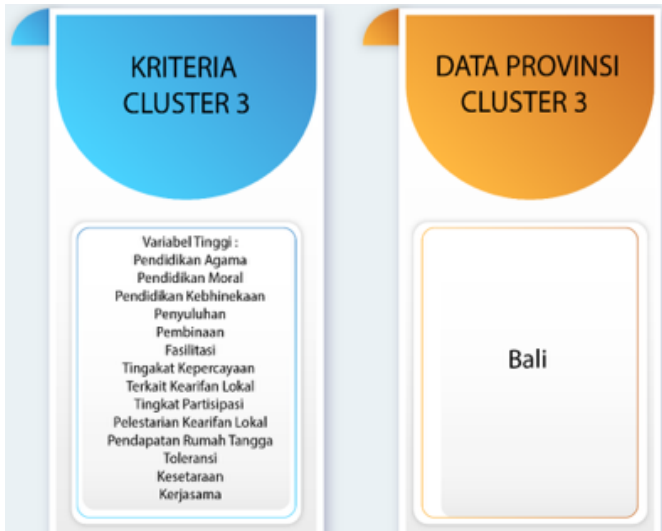 KRITERIA
CLUSTER 3
Variabel Tinggi :
Pendidikan Agama
Pendidikan Moral
Pendidikan Kebhinekaan
Penyuluhan
Pembinaan
Fasilitasi
Tingakat Kepercayaan
Terkait Kearifan Lokal
Tingkat Partisipasi
Pelestarian Kearifan Lokal
Pendapatan Rumah Tangga
Toleransi
Kesetaraan
Kerjasama
DATA PROVINSI
CLUSTER 3
Bali